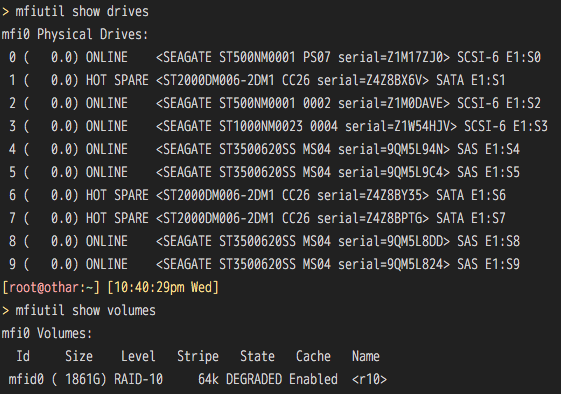 > mfiutil show drives
mfi0 Physical Drives:
 0 (   0.0) ONLINE    <SEAGATE ST500NM0001 PS07 serial=Z1M17ZJ0> SCSI-6 E1:S0
 1 (   0.0) HOT SPARE <ST2000DM006-2DM1 CC26 serial=Z4Z8BX6V> SATA E1:S1
 2 (   0.0) ONLINE    <SEAGATE ST500NM0001 0002 serial=Z1M0DAVE> SCSI-6 E1:S2
 3 (   0.0) ONLINE    <SEAGATE ST1000NM0023 0004 serial=Z1W54HJV> SCSI-6 E1:S3
 4 (   0.0) ONLINE    <SEAGATE ST3500620SS MS04 serial=9QM5L94N> SAS E1:S4
 5 (   0.0) ONLINE    <SEAGATE ST3500620SS MS04 serial=9QM5L9C4> SAS E1:S5
 6 (   0.0) HOT SPARE <ST2000DM006-2DM1 CC26 serial=Z4Z8BY35> SATA E1:S6
 7 (   0.0) HOT SPARE <ST2000DM006-2DM1 CC26 serial=Z4Z8BPTG> SATA E1:S7
 8 (   0.0) ONLINE    <SEAGATE ST3500620SS MS04 serial=9QM5L8DD> SAS E1:S8
 9 (   0.0) ONLINE    <SEAGATE ST3500620SS MS04 serial=9QM5L824> SAS E1:S9
[root@othar:~] [10:40:29pm Wed]
> mfiutil show volumes
mfi0 Volumes:
  Id     Size    Level   Stripe   State   Cache   Name
 mfid0 ( 1861G) RAID-10     64k DEGRADED Enabled  <r10>